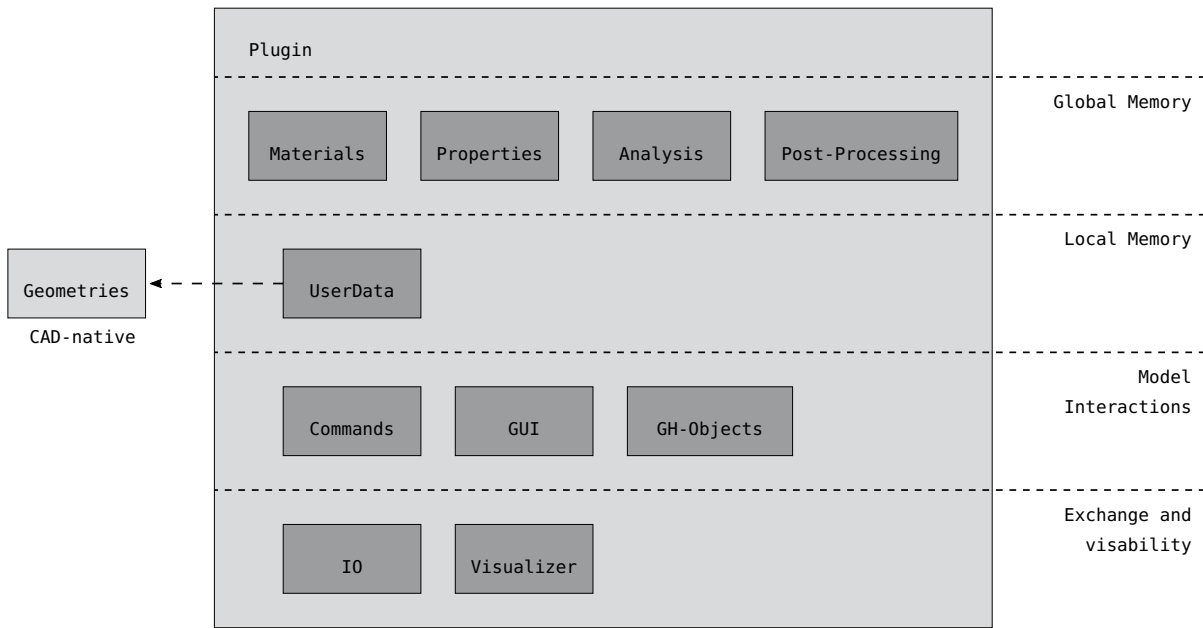 Plugin
Global Memory
Materials
Properties
Analysis
Post-Processing
Local Memory
Geometries
CAD-native
UserData
Model
Interactions
Commands
GUI
GH-Objects
Exchange and
visability
IO
Visualizer